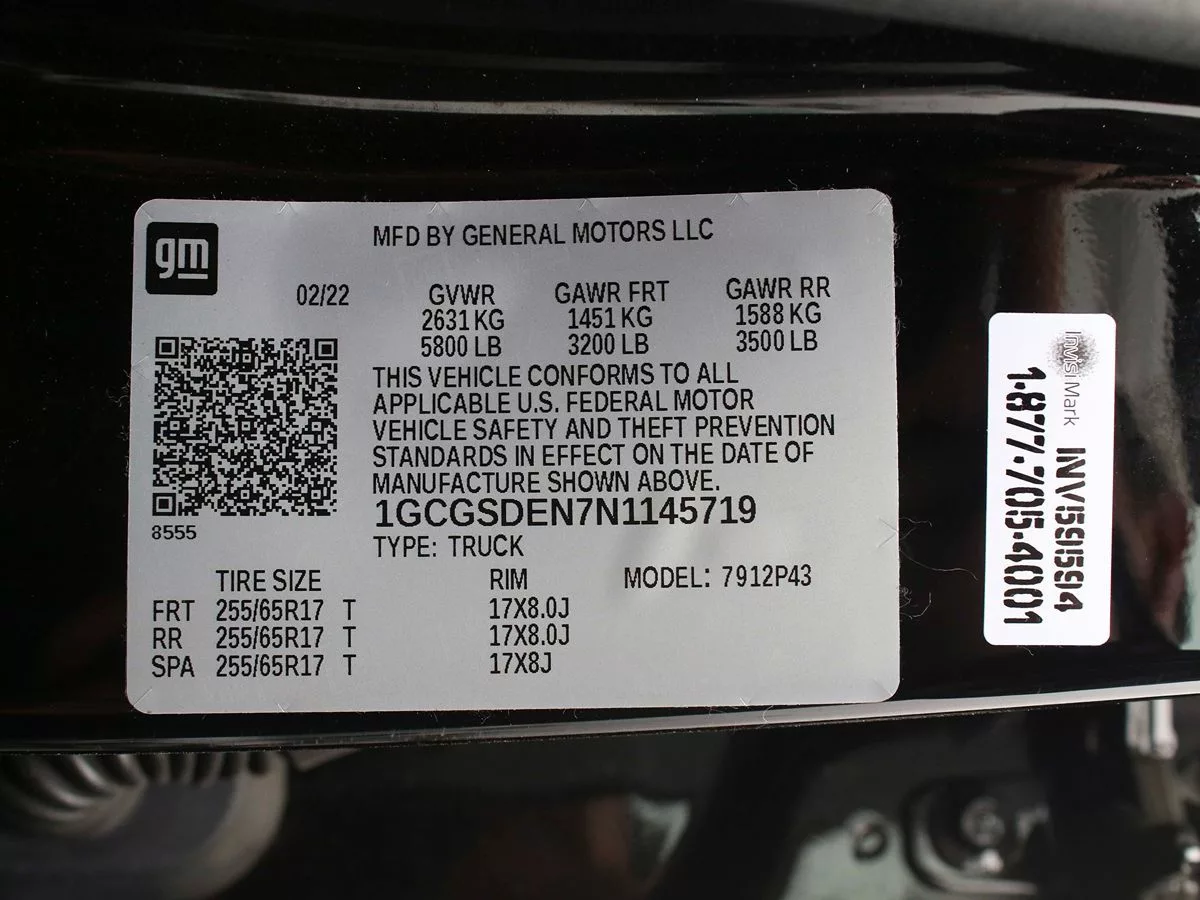 gm
MFD BY GENERAL MOTORS LLC
02/22 GVWR GAWR FRT GAWR RR
2631 KG 1451 KG 1588 KG
5800 LB 3200 LB 3500 LB
THIS VEHICLE CONFORMS TO ALL
APPLICABLE U.S. FEDERAL MOTOR
VEHICLE SAFETY AND THEFT PREVENTION
STANDARDS IN EFFECT ON THE DATE OF
MANUFACTURE SHOWN ABOVE.
8555
1GCGSDEN7N1145719
TYPE: TRUCK
TIRE SIZE RIM MODEL: 7912P43
FRT 255/65R17 T 17X8.0J
RR 255/65R17 T 17X8.0J
SPA 255/65R17 T 17X8J
InVisiMark INV59594
1-877-705-4001